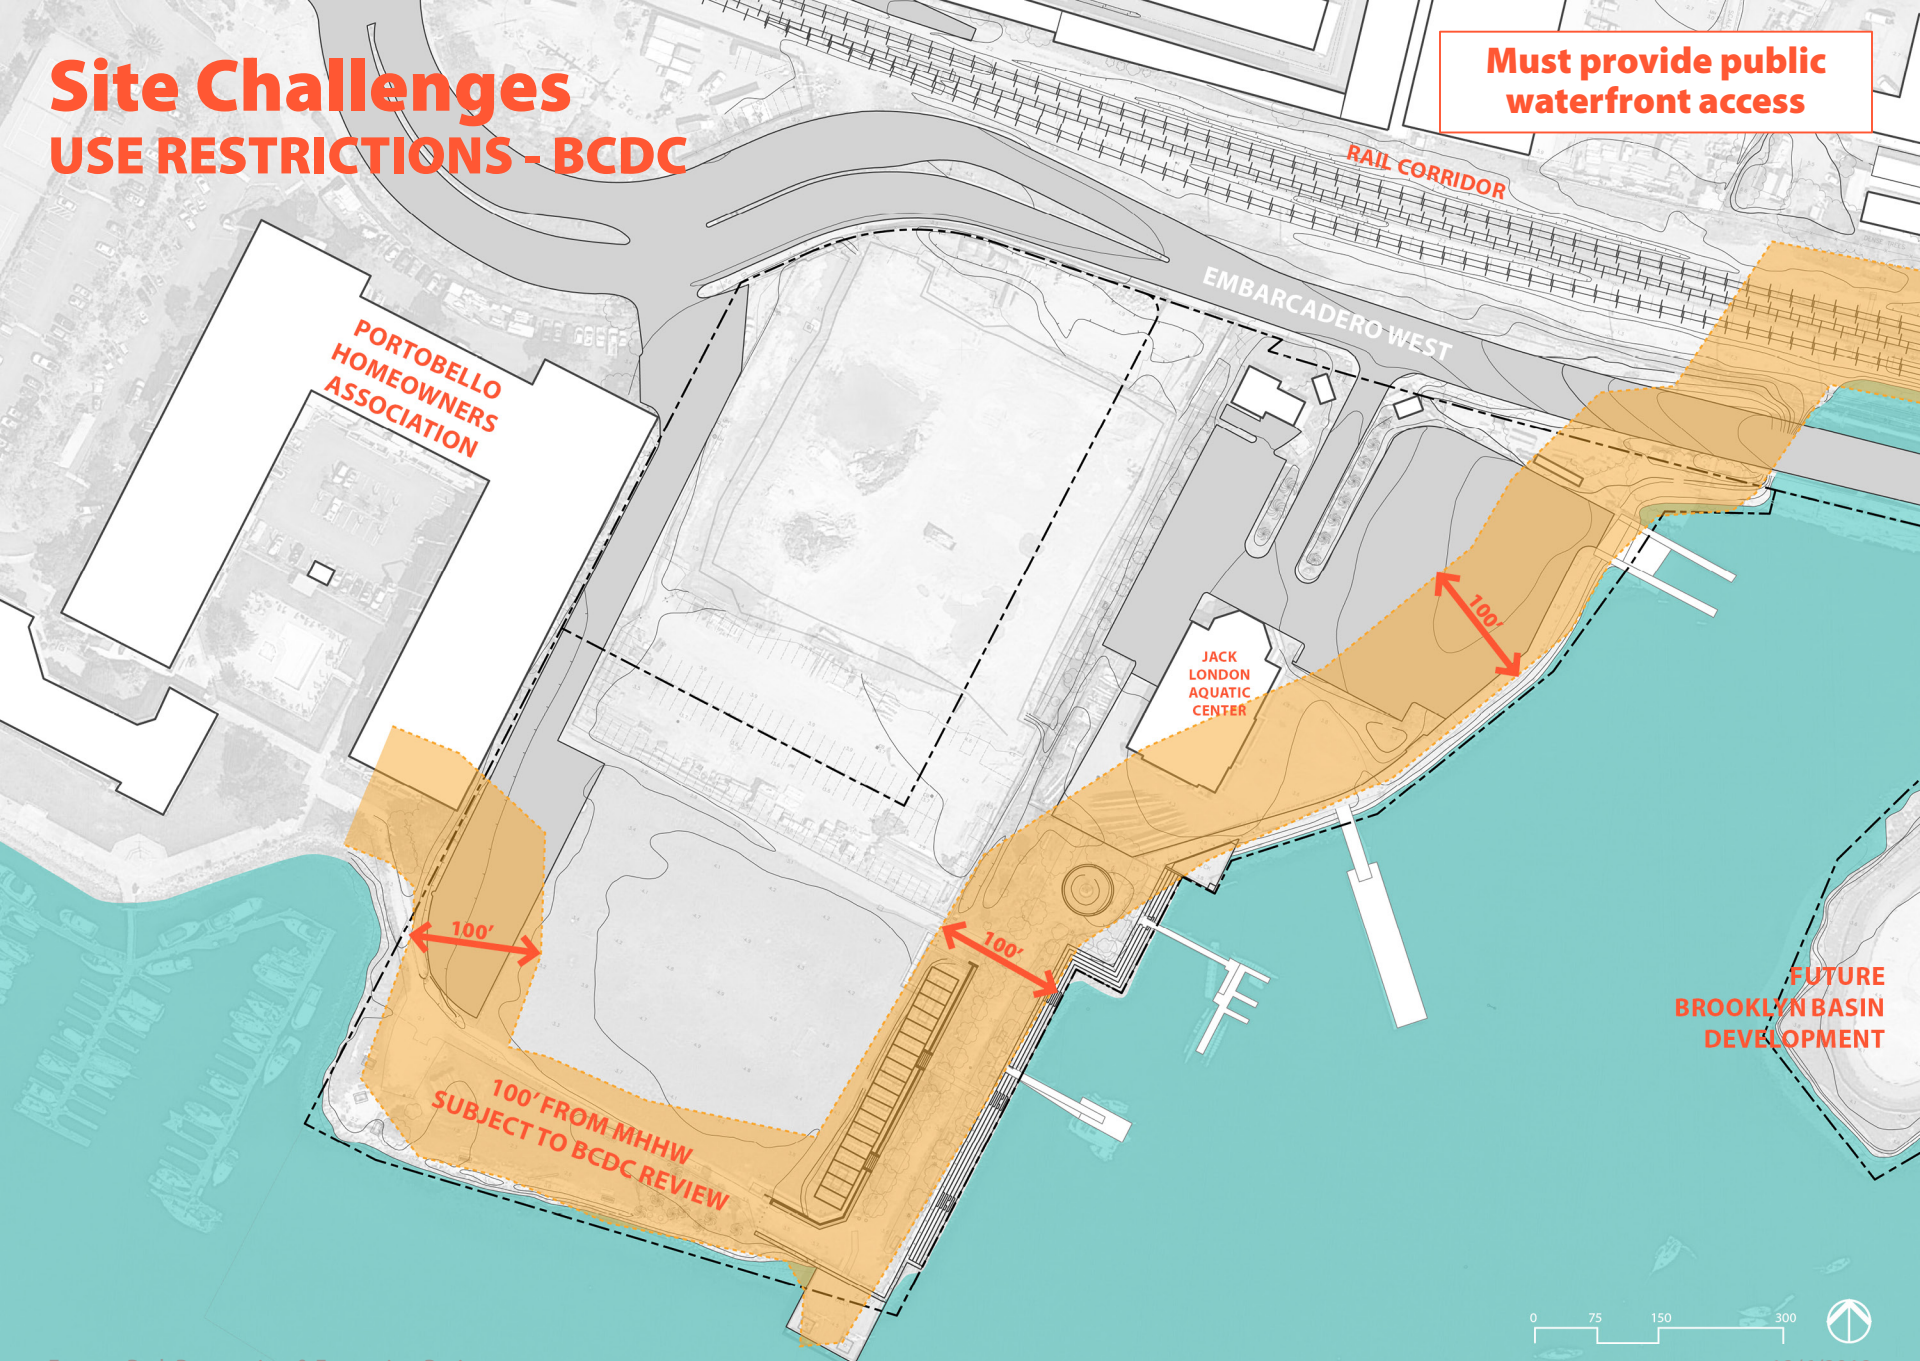 Site Challenges
USE RESTRICTIONS - BCDC
Must provide public
waterfront access
RAIL CORRIDOR
EMBARCADERO WEST
PORTOBELLO
HOMEOWNERS
ASSOCIATION
100'
JACK
LONDON
AQUATIC
CENTER
100'
100'
FUTURE
BROOKLYN BASIN
DEVELOPMENT
100' FROM MHHW
SUBJECT TO BCDC REVIEW
0 75 150 300